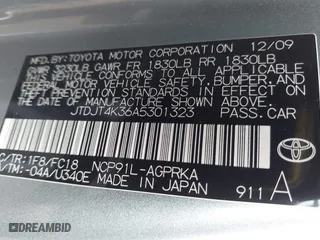 MFD. BY: TOYOTA MOTOR CORPORATION 12/09
GVWR 3230LB GAWR FR 1830LB RR 1830LB
THIS VEHICLE CONFORMS TO ALL APPLICABLE
FEDERAL MOTOR VEHICLE SAFETY, BUMPER, AND
THEFT PREVENTION STANDARDS IN EFFECT ON
THE DATE OF MANUFACTURE SHOWN ABOVE.
JTDJT4K36A5301323 PASS.CAR
C/TR:1F8/FC18 NCP91L-AGPRKA
A/TM:-04A/U340E MADE IN JAPAN
TOYOTA
911 A
DealerCenter